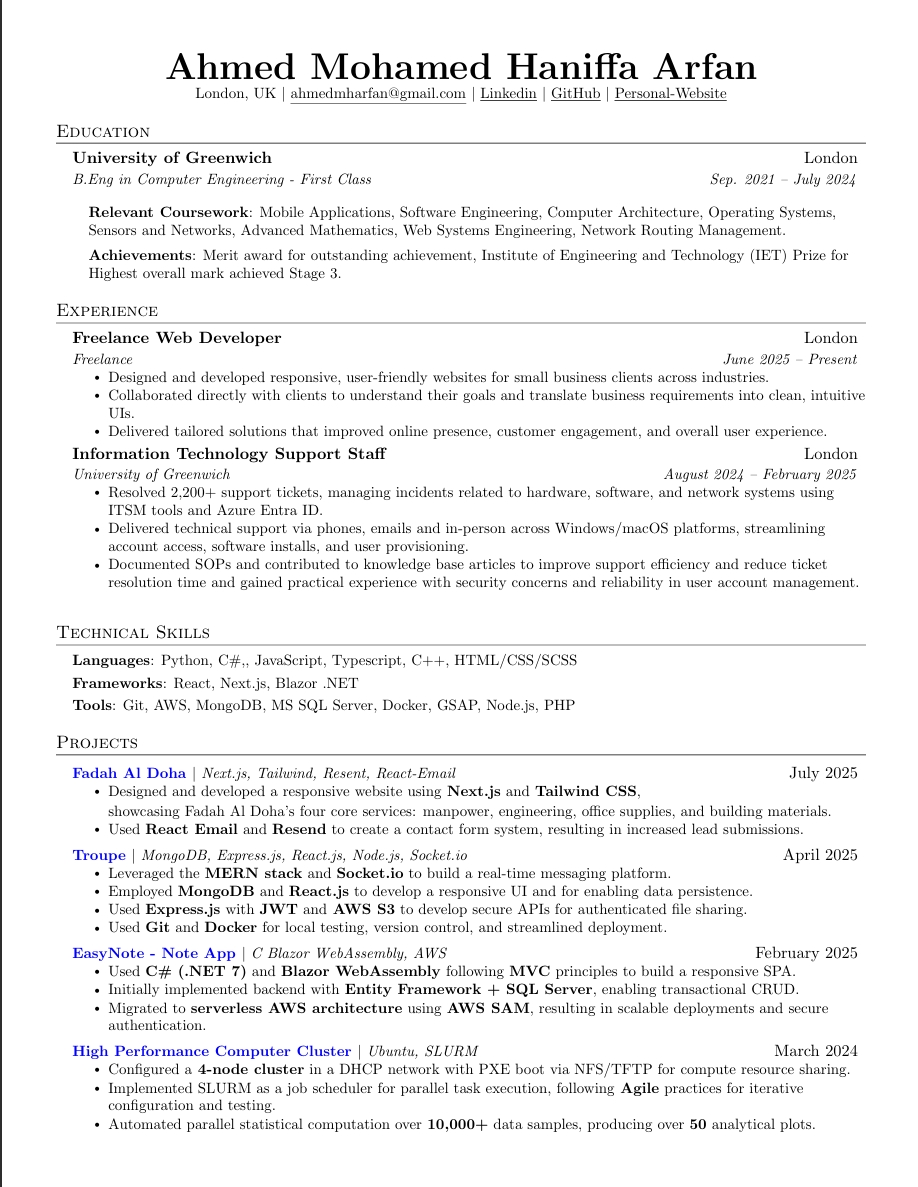 Ahmed Mohamed Haniffa Arfan
London, UK | ahmedmharfan@gmail.com | Linkedin | GitHub | Personal-Website
Education
University of Greenwich London
B.Eng in Computer Engineering - First Class Sep. 2021 – July 2024
Relevant Coursework: Mobile Applications, Software Engineering, Computer Architecture, Operating Systems,
Sensors and Networks, Advanced Mathematics, Web Systems Engineering, Network Routing Management.
Achievements: Merit award for outstanding achievement, Institute of Engineering and Technology (IET) Prize for
Highest overall mark achieved Stage 3.
Experience
Freelance Web Developer London
Freelance June 2025 – Present
• Designed and developed responsive, user-friendly websites for small business clients across industries.
• Collaborated directly with clients to understand their goals and translate business requirements into clean, intuitive
UIs.
• Delivered tailored solutions that improved online presence, customer engagement, and overall user experience.
Information Technology Support Staff London
University of Greenwich August 2024 – February 2025
• Resolved 2,200+ support tickets, managing incidents related to hardware, software, and network systems using
ITSM tools and Azure Entra ID.
• Delivered technical support via phones, emails and in-person across Windows/macOS platforms, streamlining
account access, software installs, and user provisioning.
• Documented SOPs and contributed to knowledge base articles to improve support efficiency and reduce ticket
resolution time and gained practical experience with security concerns and reliability in user account management.
Technical Skills
Languages: Python, C#,, JavaScript, Typescript, C++, HTML/CSS/SCSS
Frameworks: React, Next.js, Blazor .NET
Tools: Git, AWS, MongoDB, MS SQL Server, Docker, GSAP, Node.js, PHP
Projects
Fadah Al Doha | Next.js, Tailwind, Resent, React-Email July 2025
• Designed and developed a responsive website using Next.js and Tailwind CSS,
showcasing Fadah Al Doha's four core services: manpower, engineering, office supplies, and building materials.
• Used React Email and Resend to create a contact form system, resulting in increased lead submissions.
Troupe | MongoDB, Express.js, React.js, Node.js, Socket.io April 2025
• Leveraged the MERN stack and Socket.io to build a real-time messaging platform.
• Employed MongoDB and React.js to develop a responsive UI and for enabling data persistence.
• Used Express.js with JWT and AWS S3 to develop secure APIs for authenticated file sharing.
• Used Git and Docker for local testing, version control, and streamlined deployment.
EasyNote - Note App | C Blazor WebAssembly, AWS February 2025
• Used C# (.NET 7) and Blazor WebAssembly following MVC principles to build a responsive SPA.
• Initially implemented backend with Entity Framework + SQL Server, enabling transactional CRUD.
• Migrated to serverless AWS architecture using AWS SAM, resulting in scalable deployments and secure
authentication.
High Performance Computer Cluster | Ubuntu, SLURM March 2024
• Configured a 4-node cluster in a DHCP network with PXE boot via NFS/TFTP for compute resource sharing.
• Implemented SLURM as a job scheduler for parallel task execution, following Agile practices for iterative
configuration and testing.
• Automated parallel statistical computation over 10,000+ data samples, producing over 50 analytical plots.